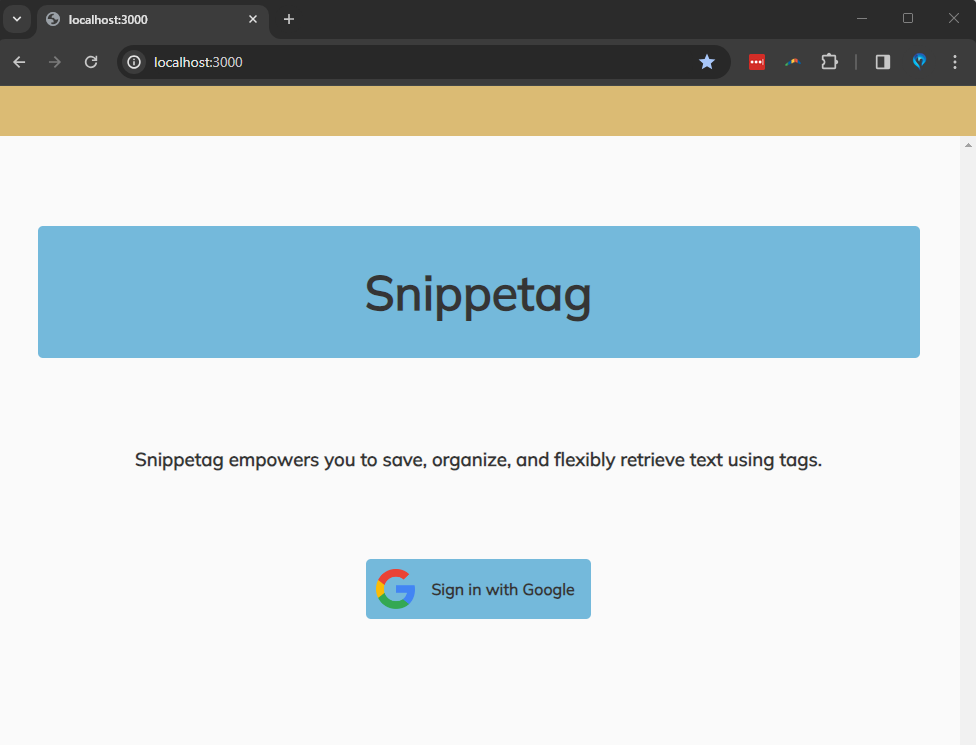 localhost:3000
localhost:3000
Snippetag
Snippetag empowers you to save, organize, and flexibly retrieve text using tags.
Sign in with Google